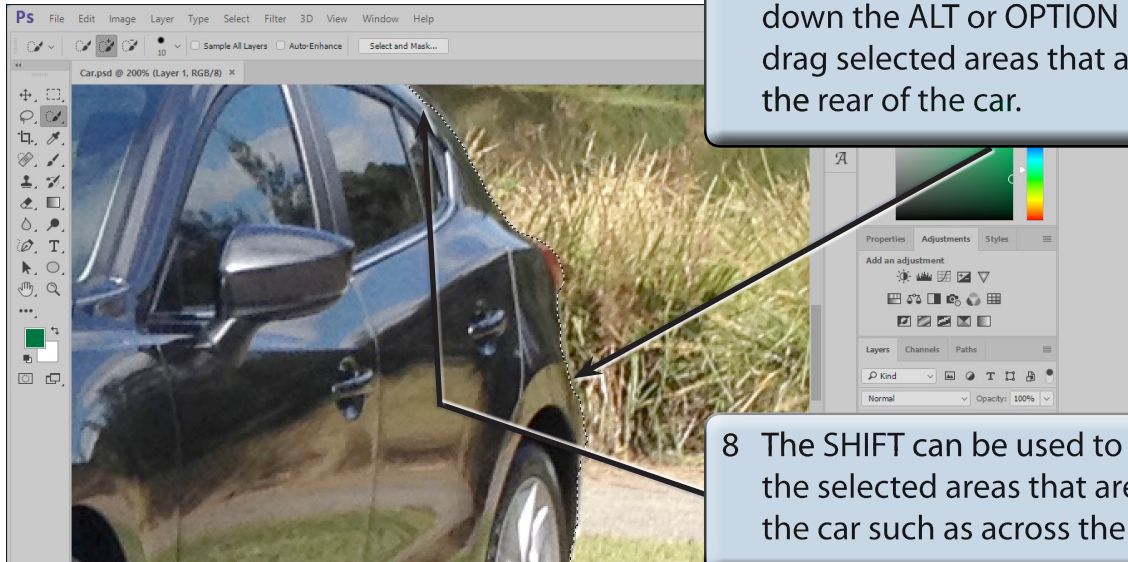 Ps File Edit Image Layer Type Select Filter 3D View Window Help
down the ALT or OPTION
drag selected areas that a
the rear of the car.
10 Sample All Layers Auto-Enhance Select and Mask...
Car.psd @ 200% (Layer 1, RGB/8) ×
Properties Adjustments Styles
Add an adjustment
Layers Channels Paths
Kind
Normal Opacity: 100%
8 The SHIFT can be used to
the selected areas that are
the car such as across the